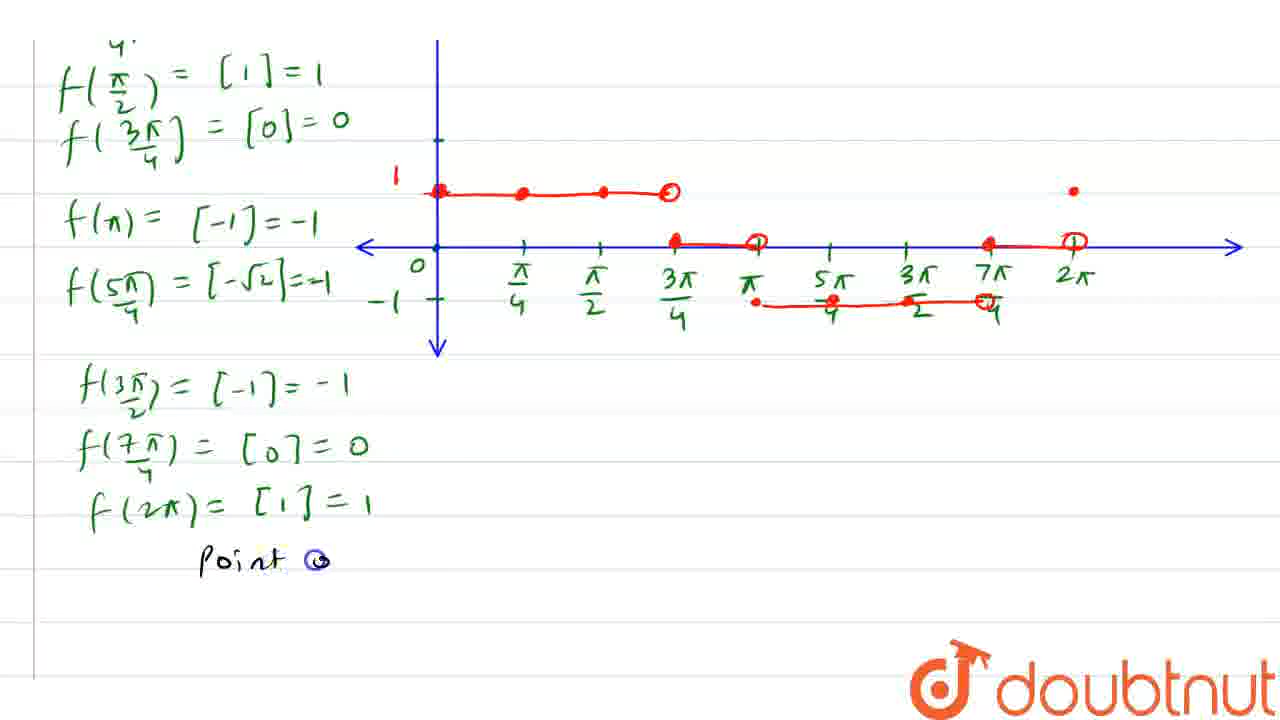 4.
f(π/2) = [1] = 1
f(3π/4) = [0] = 0
f(π) = [-1] = -1
f(5π/4) = [-√2] = -1
f(3π/2) = [-1] = -1
f(7π/4) = [0] = 0
f(2π) = [1] = 1
Point o
1
0 π/4 π/2 3π/4 π 5π/4 3π/2 7π/4 2π
-1
doubtnut